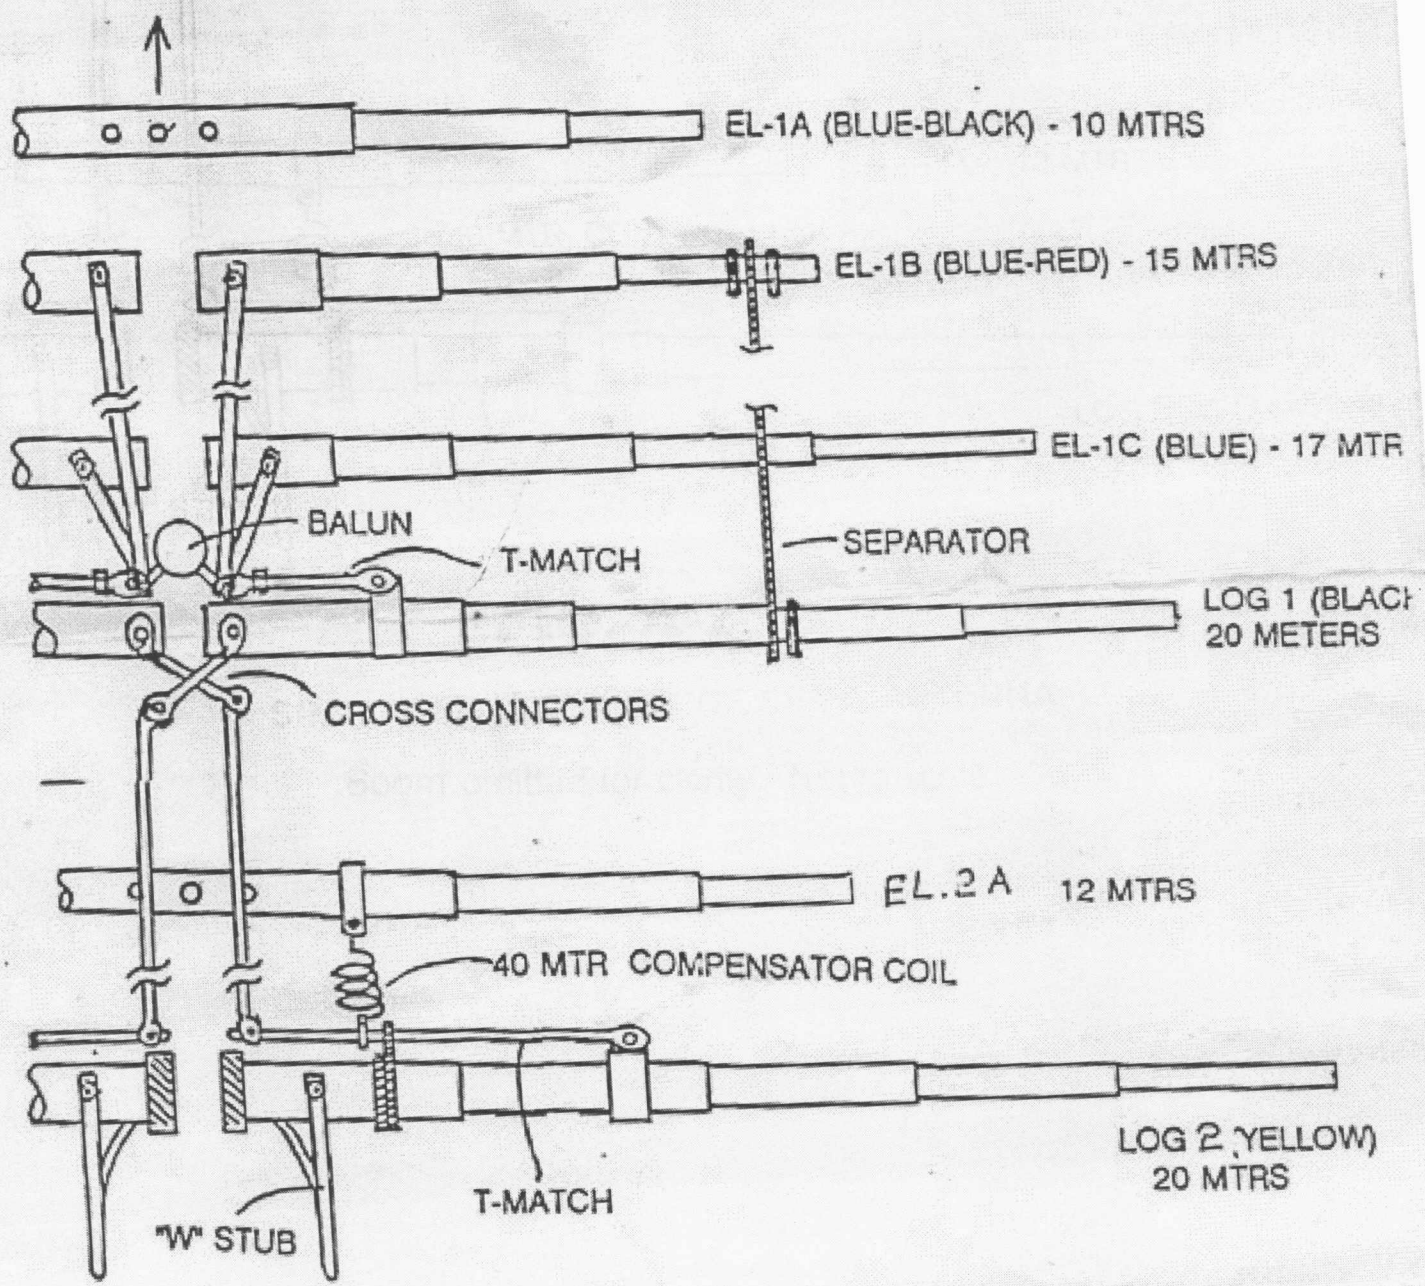 EL-1A (BLUE-BLACK) - 10 MTRS
EL-1B (BLUE-RED) - 15 MTRS
EL-1C (BLUE) - 17 MTR
BALUN
T-MATCH
SEPARATOR
LOG 1 (BLACK
20 METERS
CROSS CONNECTORS
EL.2A 12 MTRS
40 MTR COMPENSATOR COIL
LOG 2 (YELLOW)
20 MTRS
T-MATCH
"W" STUB